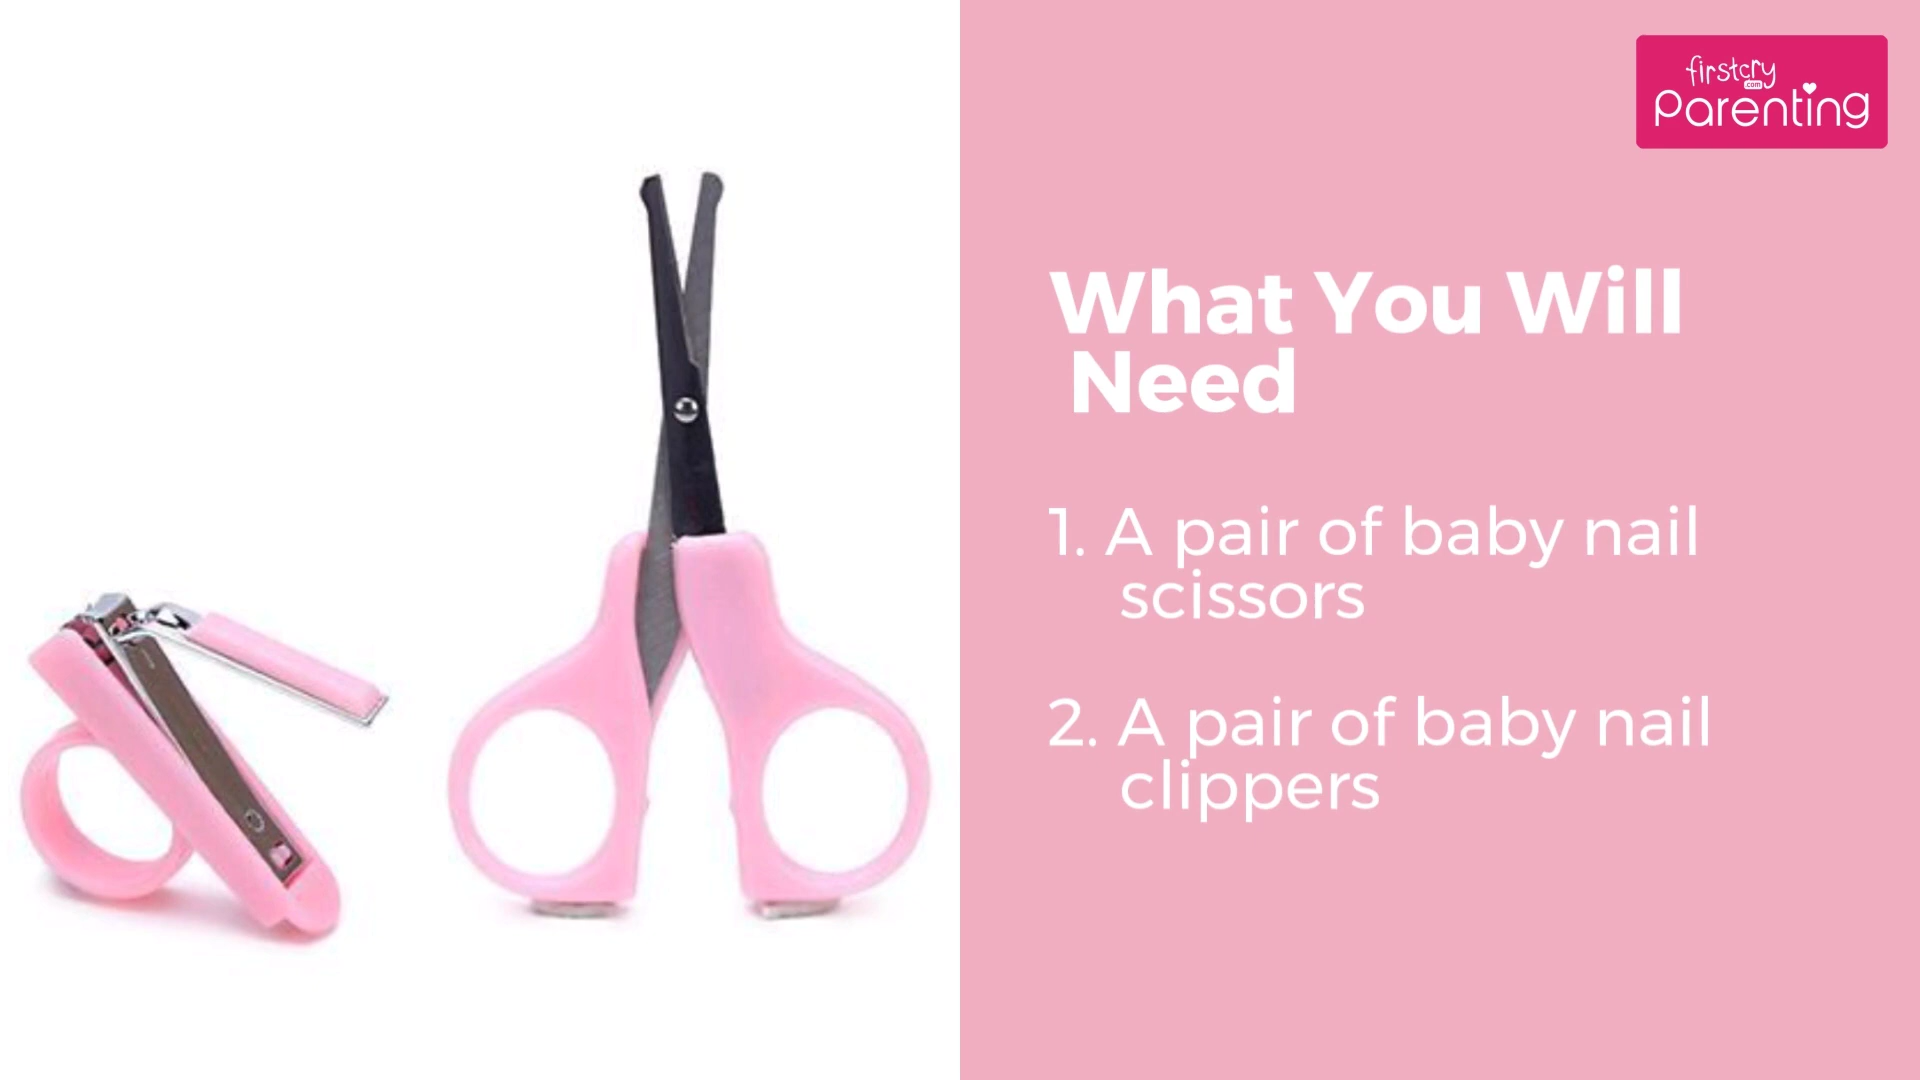 firstcry
.com
Parenting
What You Will
Need
1. A pair of baby nail
scissors
2. A pair of baby nail
clippers